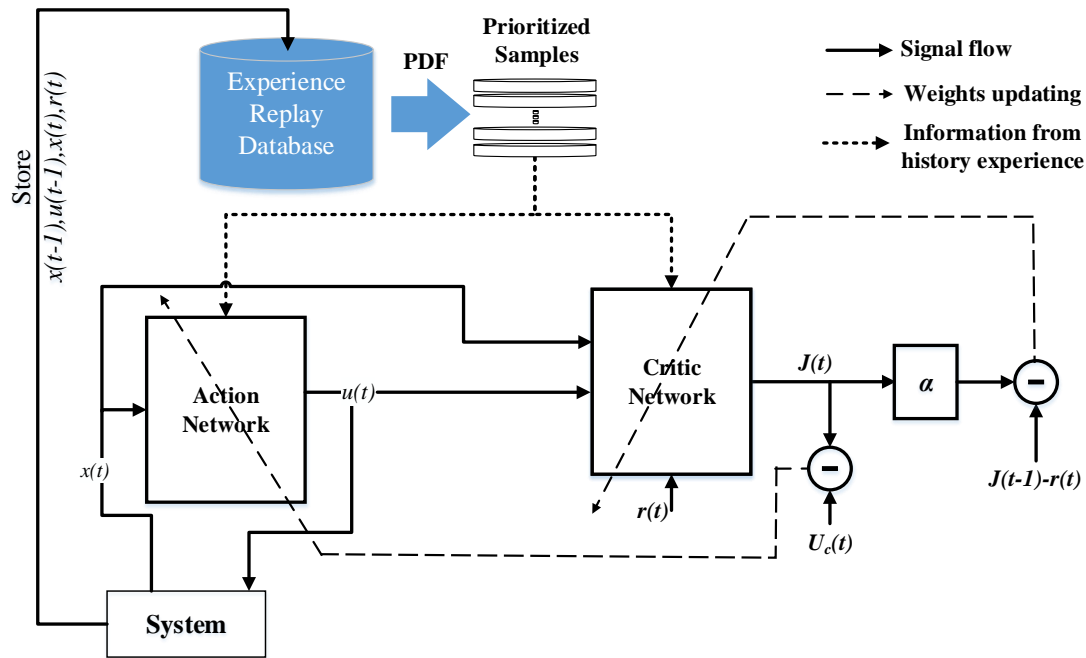 Prioritized
Samples
PDF
Experience
Replay
Database
Signal flow
Weights updating
Information from
history experience
Store
x(t-1),u(t-1),x(t),r(t)
Action
Network
u(t)
x(t)
Critic
Network
r(t)
J(t)
α
−
−
J(t-1)-r(t)
U_c(t)
System